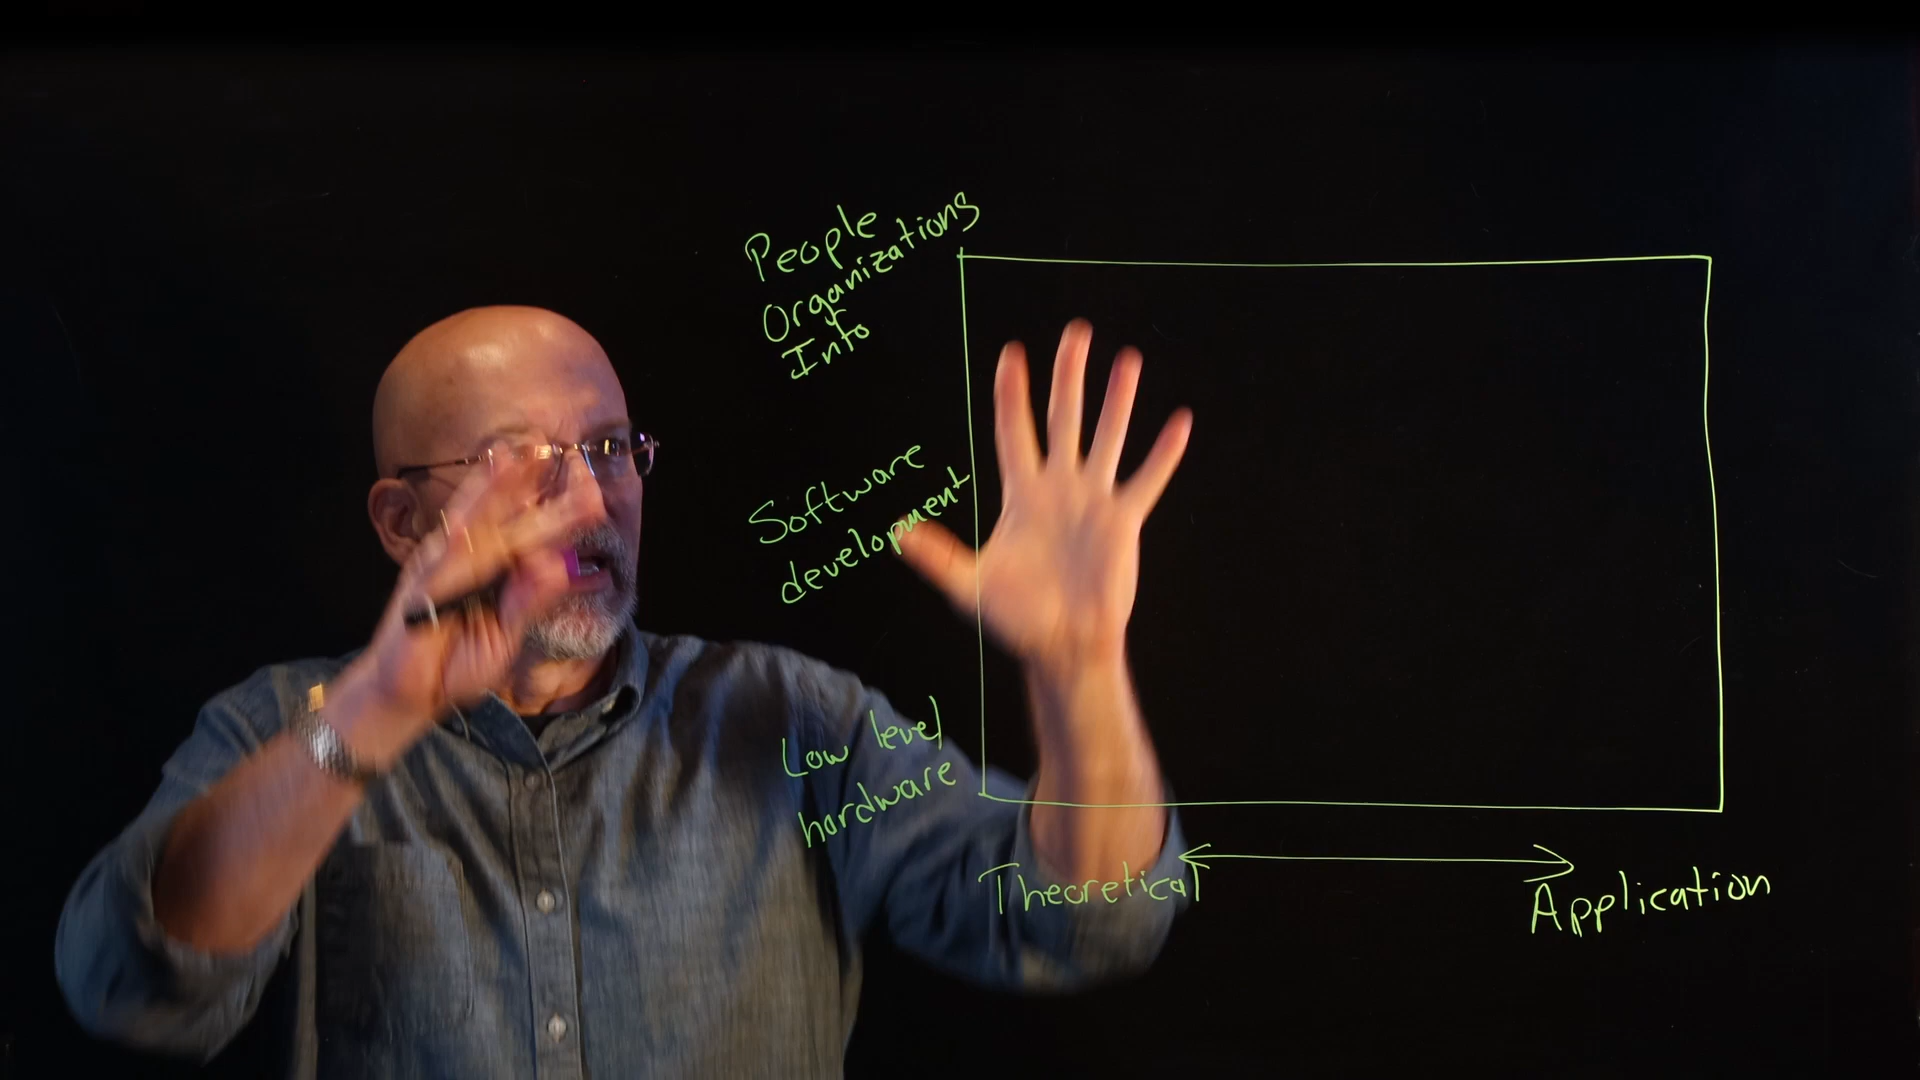 People
Organizations
Info
Software
development
Low level
hardware
Theoretical
Application